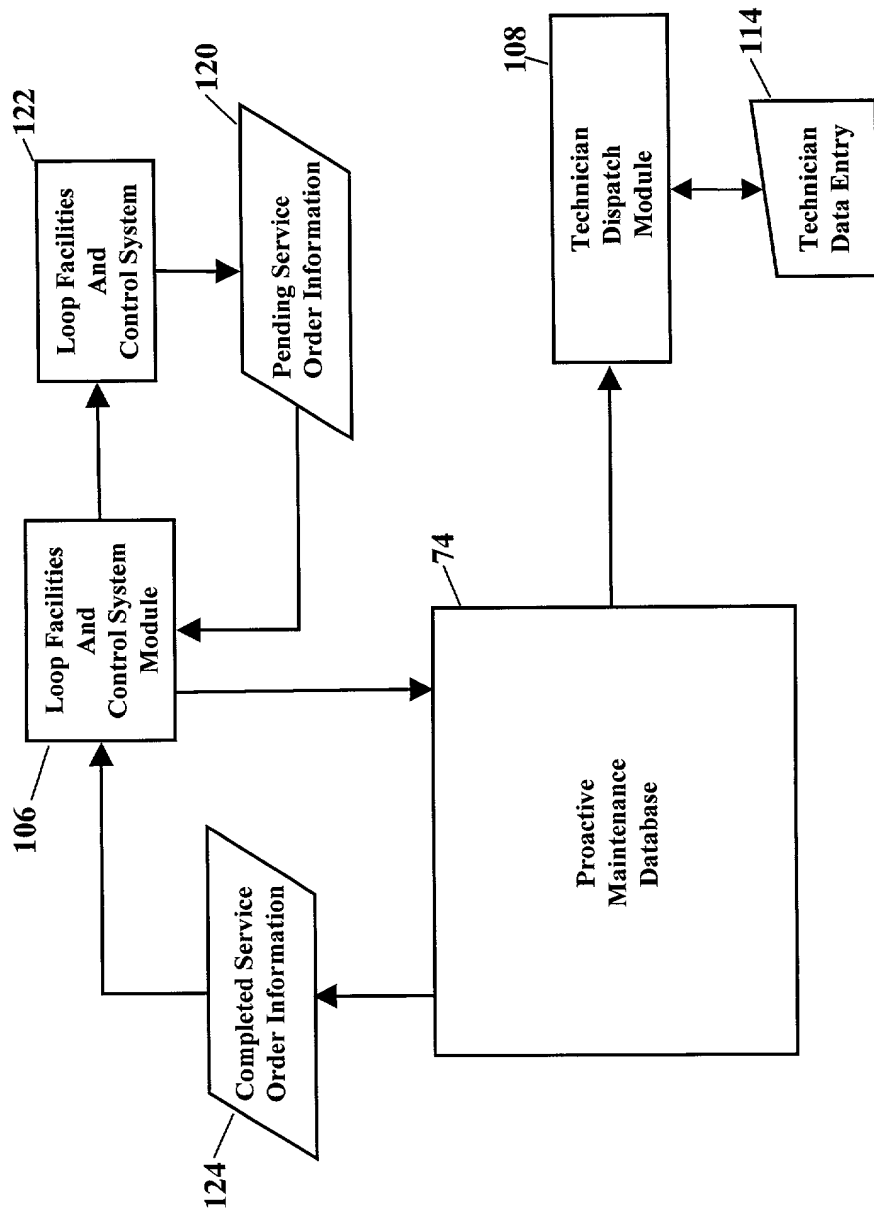 106
Loop Facilities
And
Control System
Module
122
Loop Facilities
And
Control System
124
Completed Service
Order Information
120
Pending Service
Order Information
74
Proactive
Maintenance
Database
108
Technician
Dispatch
Module
114
Technician
Data Entry